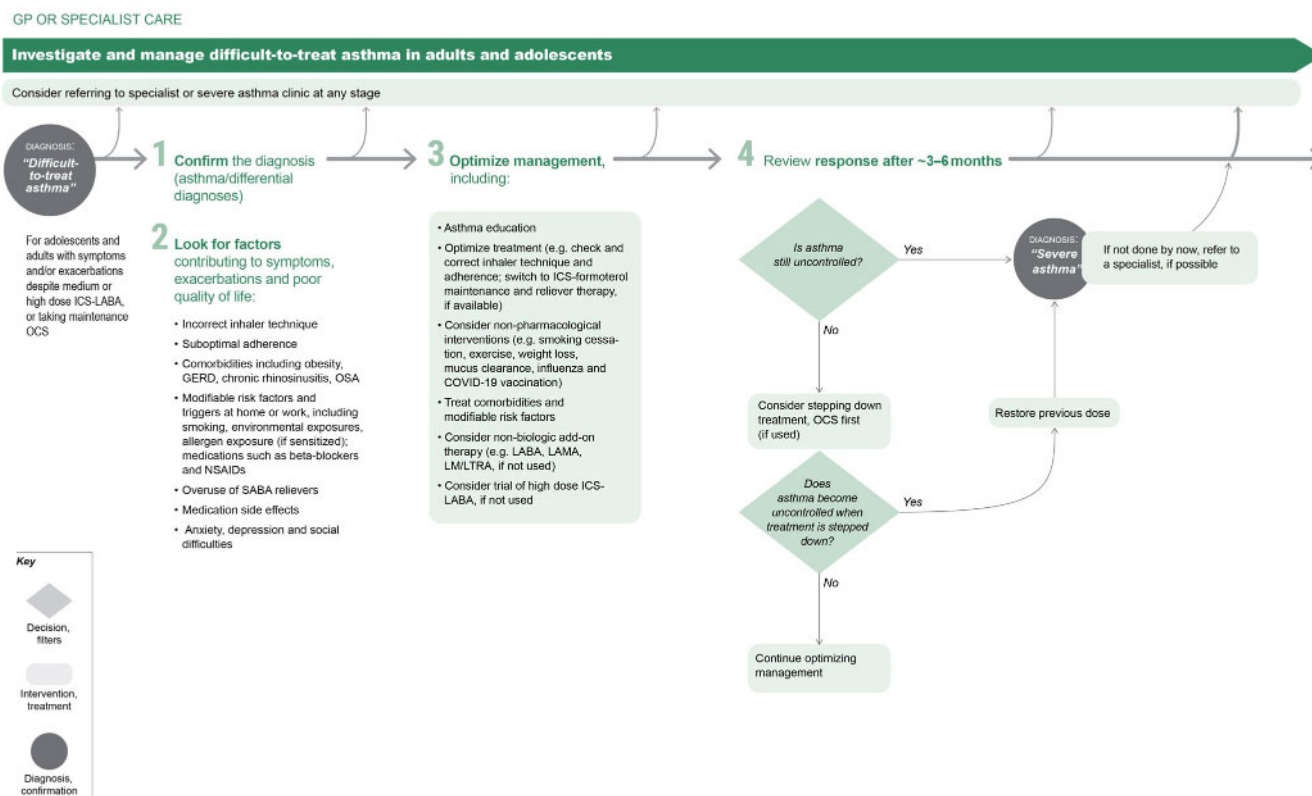 GP OR SPECIALIST CARE
Investigate and manage difficult-to-treat asthma in adults and adolescents
Consider referring to specialist or severe asthma clinic at any stage
DIAGNOSIS:
"Difficult-
to-treat
asthma"
For adolescents and
adults with symptoms
and/or exacerbations
despite medium or
high dose ICS-LABA,
or taking maintenance
OCS
1 Confirm the diagnosis
(asthma/differential
diagnoses)
2 Look for factors
contributing to symptoms,
exacerbations and poor
quality of life:
• Incorrect inhaler technique
• Suboptimal adherence
• Comorbidities including obesity,
GERD, chronic rhinosinusitis, OSA
• Modifiable risk factors and
triggers at home or work, including
smoking, environmental exposures,
allergen exposure (if sensitized);
medications such as beta-blockers
and NSAIDs
• Overuse of SABA relievers
• Medication side effects
• Anxiety, depression and social
difficulties
3 Optimize management,
including:
• Asthma education
• Optimize treatment (e.g. check and
correct inhaler technique and
adherence; switch to ICS-formoterol
maintenance and reliever therapy,
if available)
• Consider non-pharmacological
interventions (e.g. smoking cessa-
tion, exercise, weight loss,
mucus clearance, influenza and
COVID-19 vaccination)
• Treat comorbidities and
modifiable risk factors
• Consider non-biologic add-on
therapy (e.g. LABA, LAMA,
LM/LTRA, if not used)
• Consider trial of high dose ICS-
LABA, if not used
4 Review response after ~3–6 months
Is asthma
still uncontrolled?
Yes
No
DIAGNOSIS:
"Severe
asthma"
If not done by now, refer to
a specialist, if possible
Consider stepping down
treatment, OCS first
(if used)
Restore previous dose
Does
asthma become
uncontrolled when
treatment is stepped
down?
Yes
No
Continue optimizing
management
Key
Decision,
filters
Intervention,
treatment
Diagnosis,
confirmation